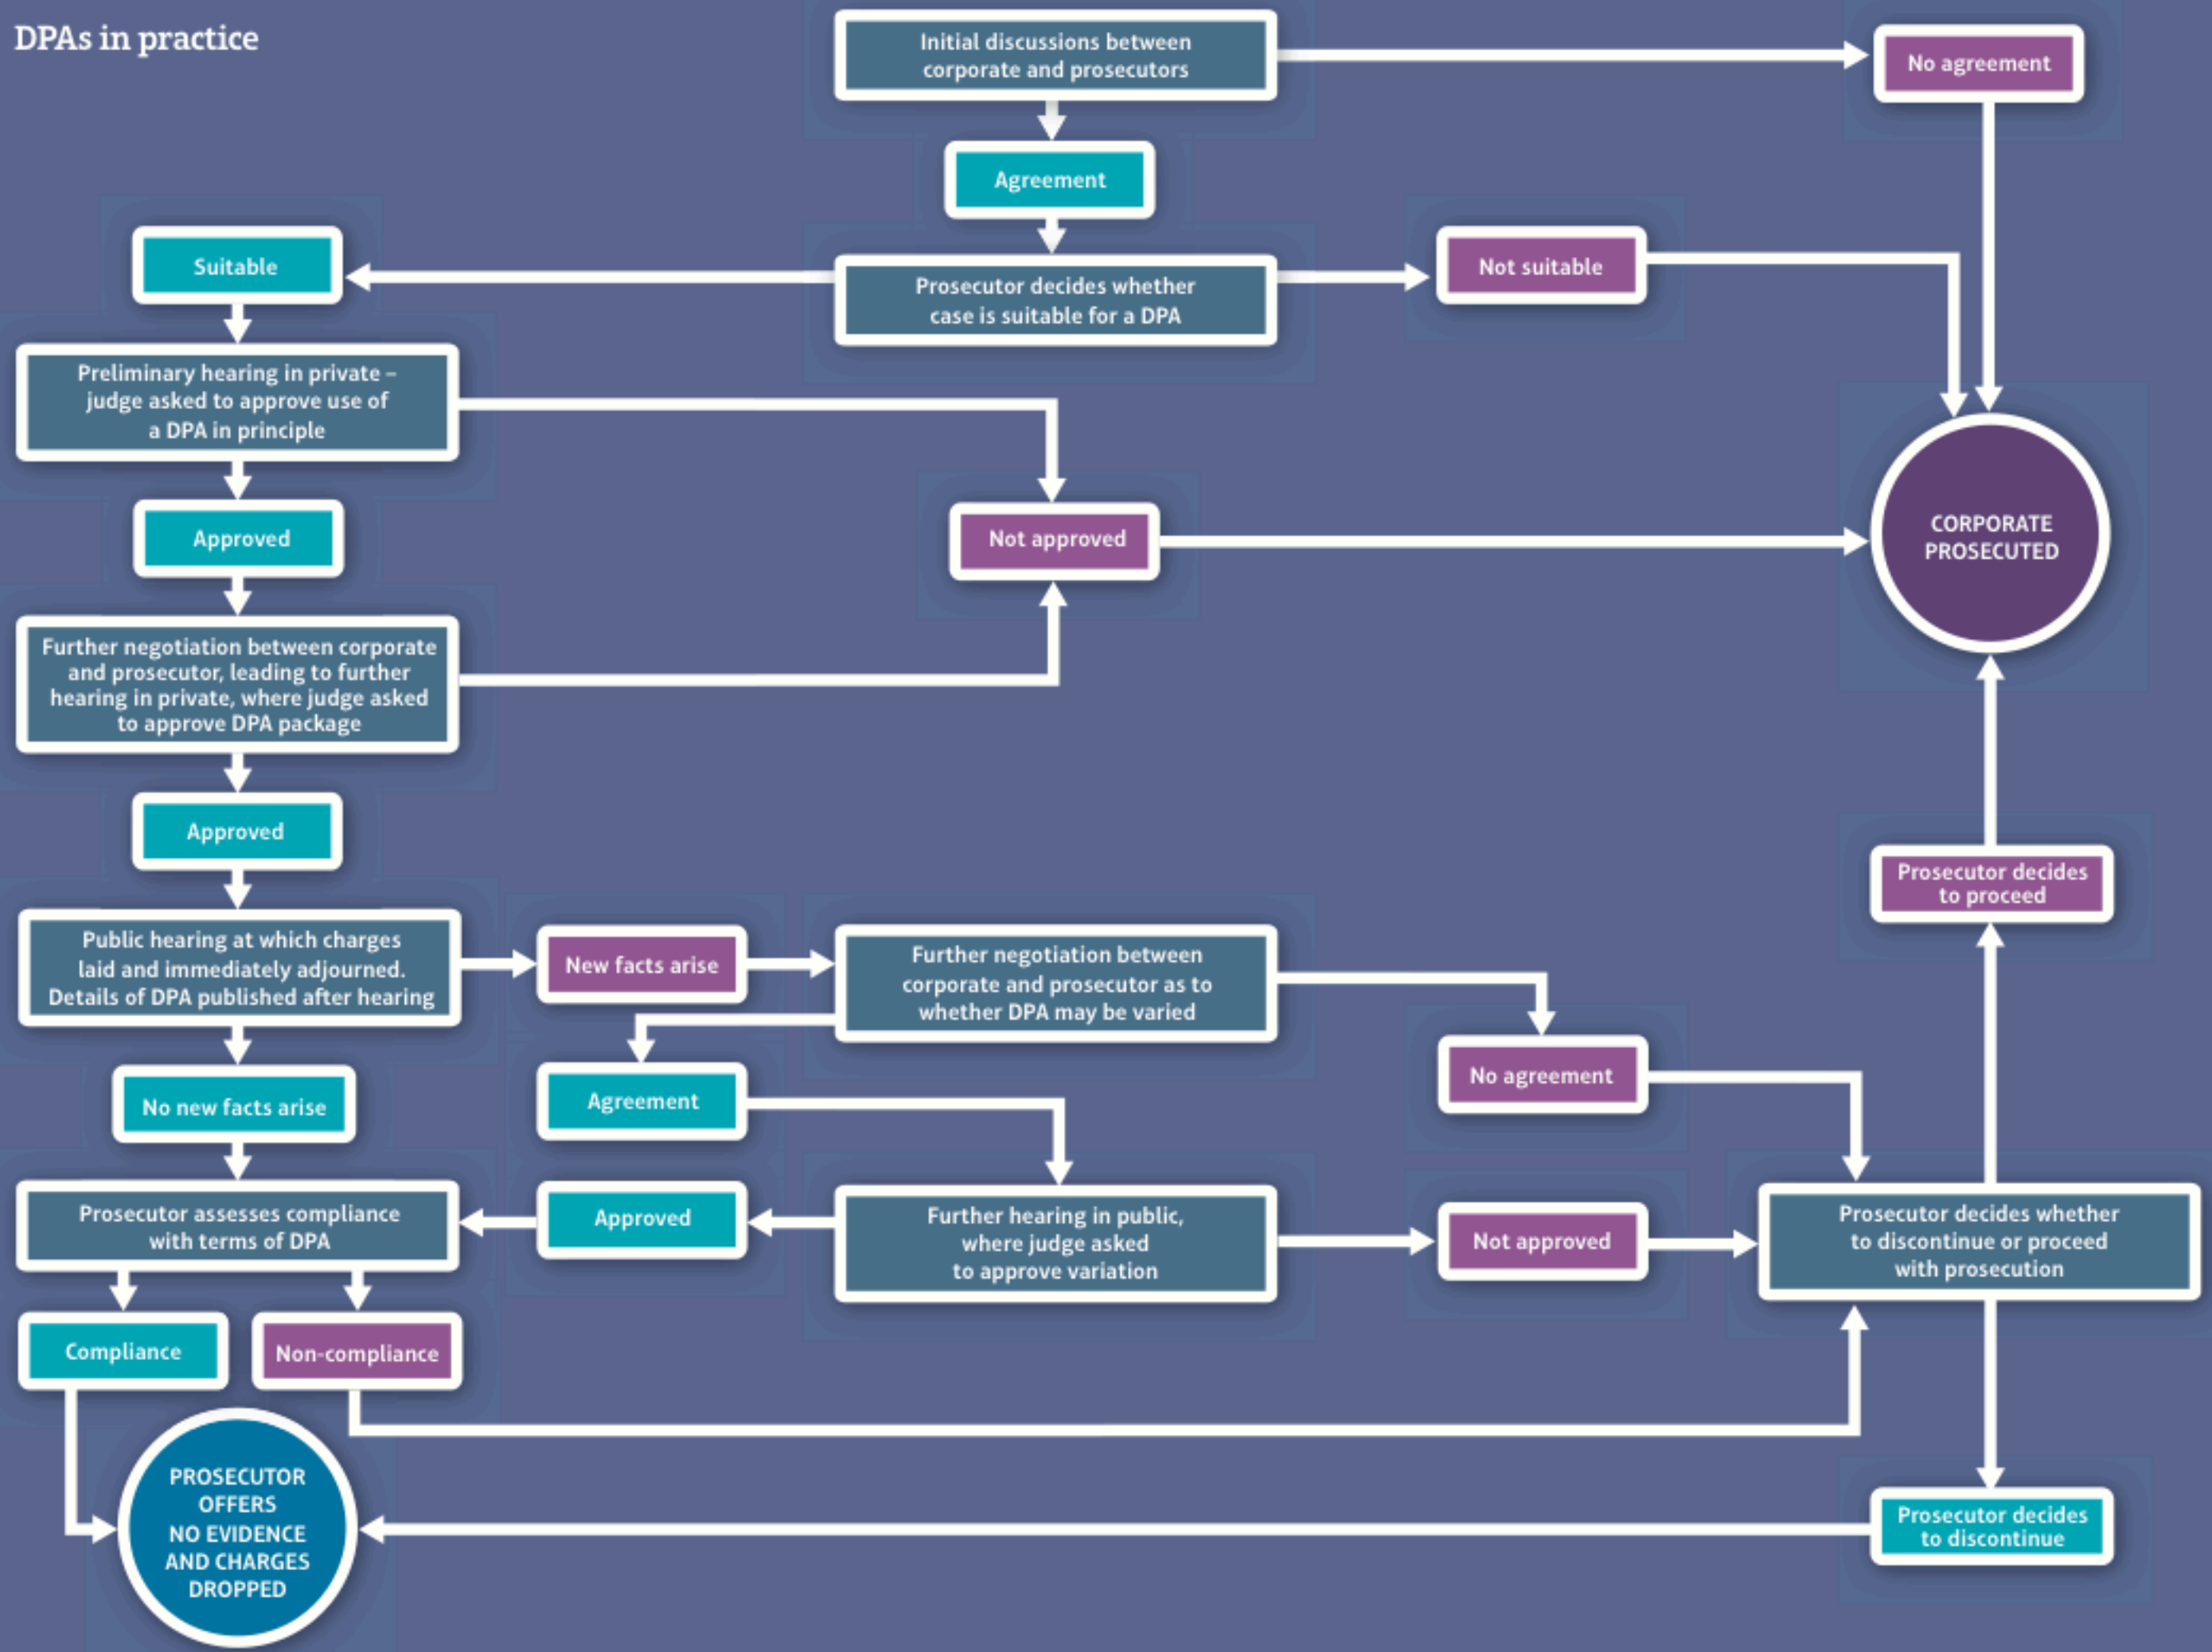 DPAs in practice
Initial discussions between
corporate and prosecutors
No agreement
Agreement
Suitable
Prosecutor decides whether
case is suitable for a DPA
Not suitable
Preliminary hearing in private –
judge asked to approve use of
a DPA in principle
Approved
Not approved
CORPORATE
PROSECUTED
Further negotiation between corporate
and prosecutor, leading to further
hearing in private, where judge asked
to approve DPA package
Approved
Prosecutor decides
to proceed
Public hearing at which charges
laid and immediately adjourned.
Details of DPA published after hearing
New facts arise
Further negotiation between
corporate and prosecutor as to
whether DPA may be varied
No agreement
No new facts arise
Agreement
Prosecutor assesses compliance
with terms of DPA
Approved
Further hearing in public,
where judge asked
to approve variation
Not approved
Prosecutor decides whether
to discontinue or proceed
with prosecution
Compliance
Non-compliance
PROSECUTOR
OFFERS
NO EVIDENCE
AND CHARGES
DROPPED
Prosecutor decides
to discontinue